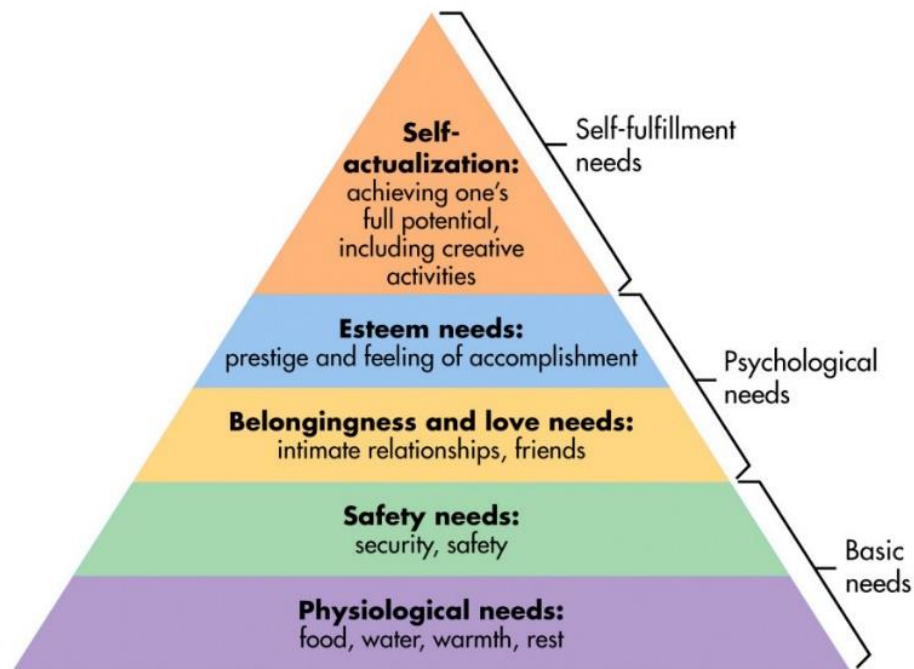 Self-
actualization:
achieving one's
full potential,
including creative
activities
Self-fulfillment
needs
Esteem needs:
prestige and feeling of accomplishment
Psychological
needs
Belongingness and love needs:
intimate relationships, friends
Safety needs:
security, safety
Basic
needs
Physiological needs:
food, water, warmth, rest